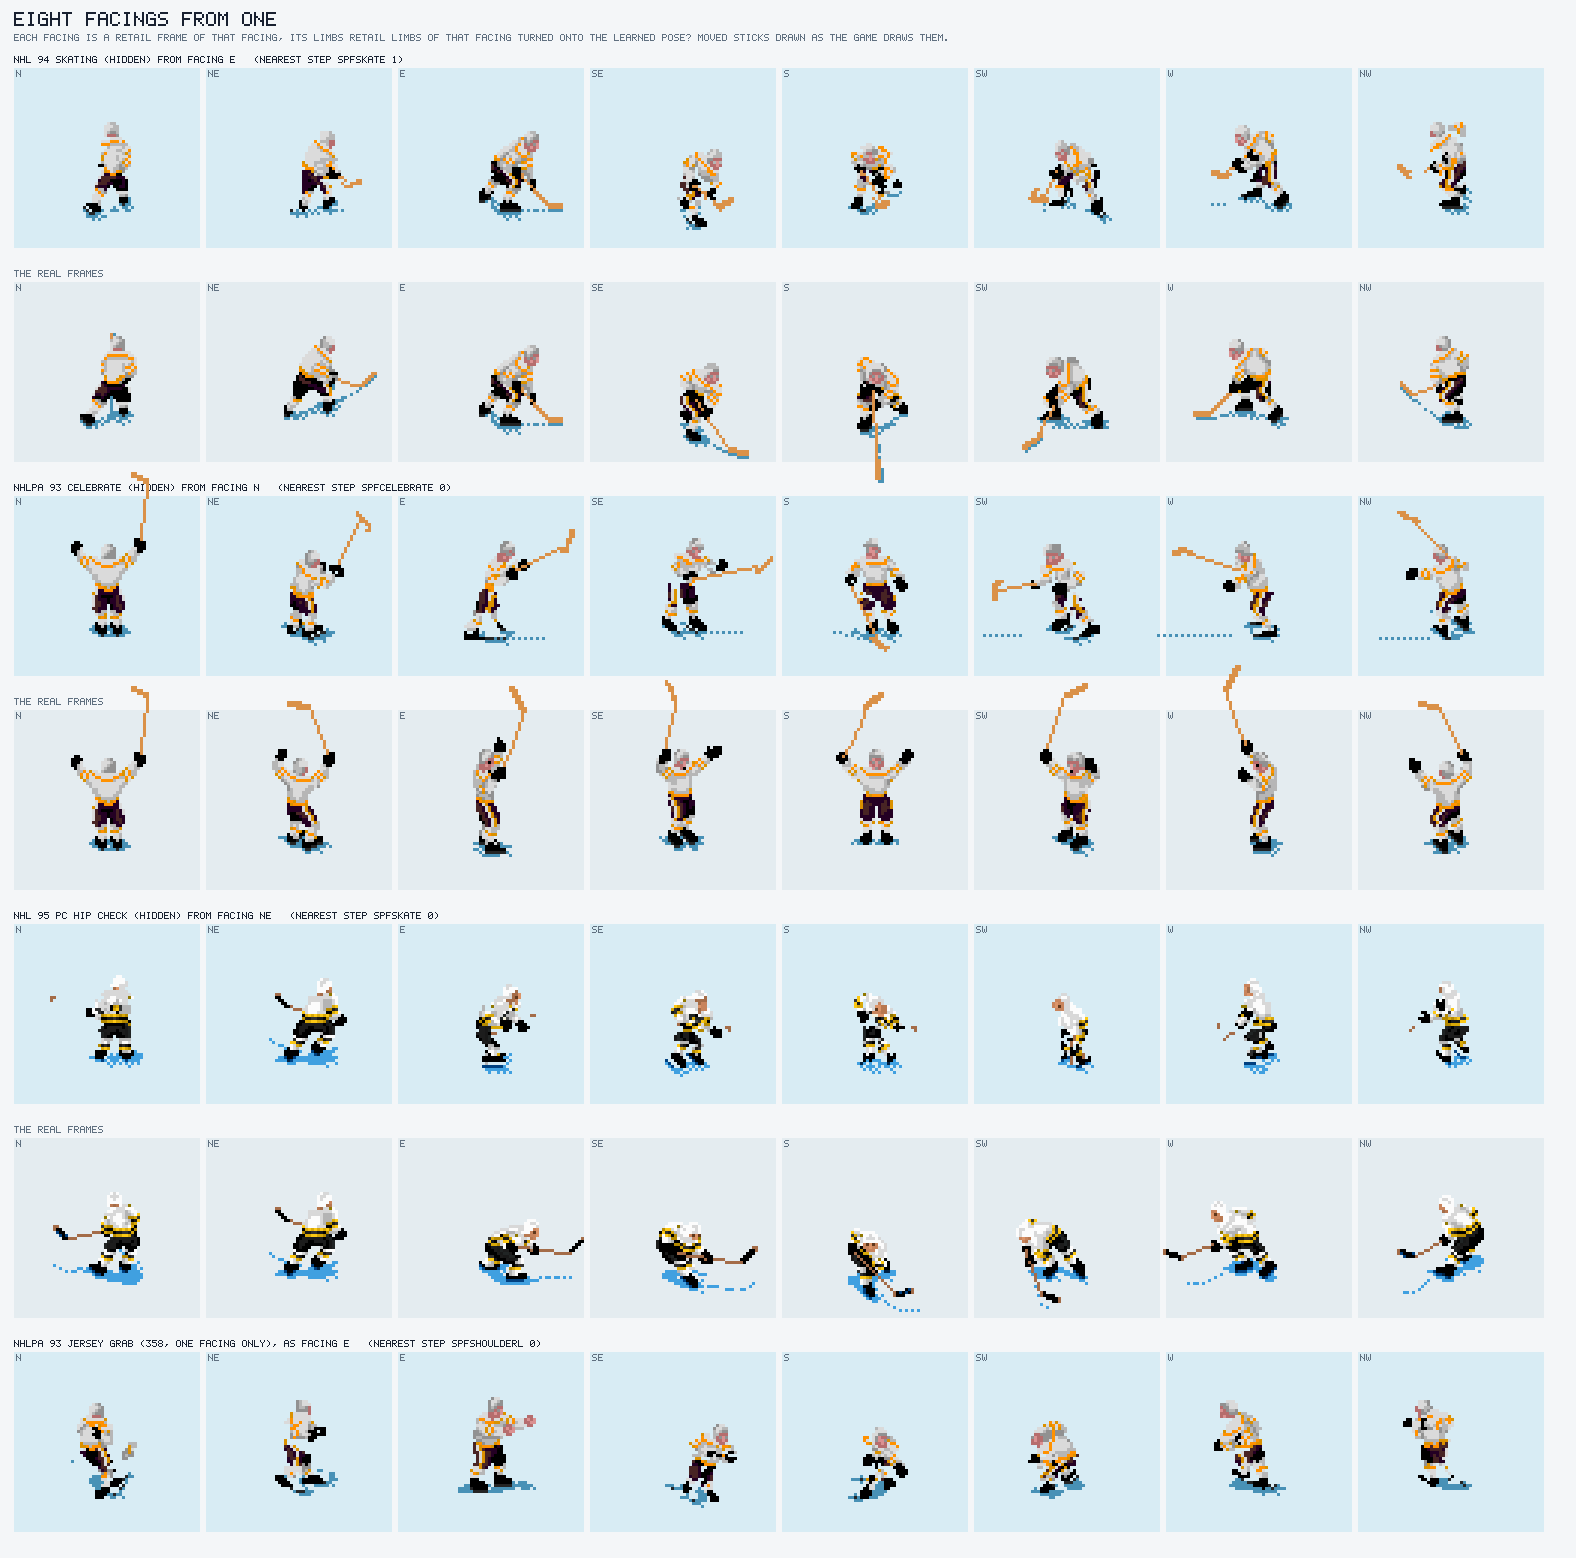 EIGHT FACINGS FROM ONE
EACH FACING IS A RETAIL FRAME OF THAT FACING, ITS LIMBS RETAIL LIMBS OF THAT FACING TURNED ONTO THE LEARNED POSE? MOVED STICKS DRAWN AS THE GAME DRAWS THEM.
NHL 94 SKATING (HIDDEN) FROM FACING E (NEAREST STEP SPFSKATE 1)
N NE E SE S SW W NW
THE REAL FRAMES
N NE E SE S SW W NW
NHLPA 93 CELEBRATE (HIDDEN) FROM FACING N (NEAREST STEP SPFCELEBRATE 0)
N NE E SE S SW W NW
THE REAL FRAMES
N NE E SE S SW W NW
NHL 95 PC HIP CHECK (HIDDEN) FROM FACING NE (NEAREST STEP SPFSKATE 0)
N NE E SE S SW W NW
THE REAL FRAMES
N NE E SE S SW W NW
NHLPA 93 JERSEY GRAB (358, ONE FACING ONLY), AS FACING E (NEAREST STEP SPFSHOULDERL 0)
N NE E SE S SW W NW